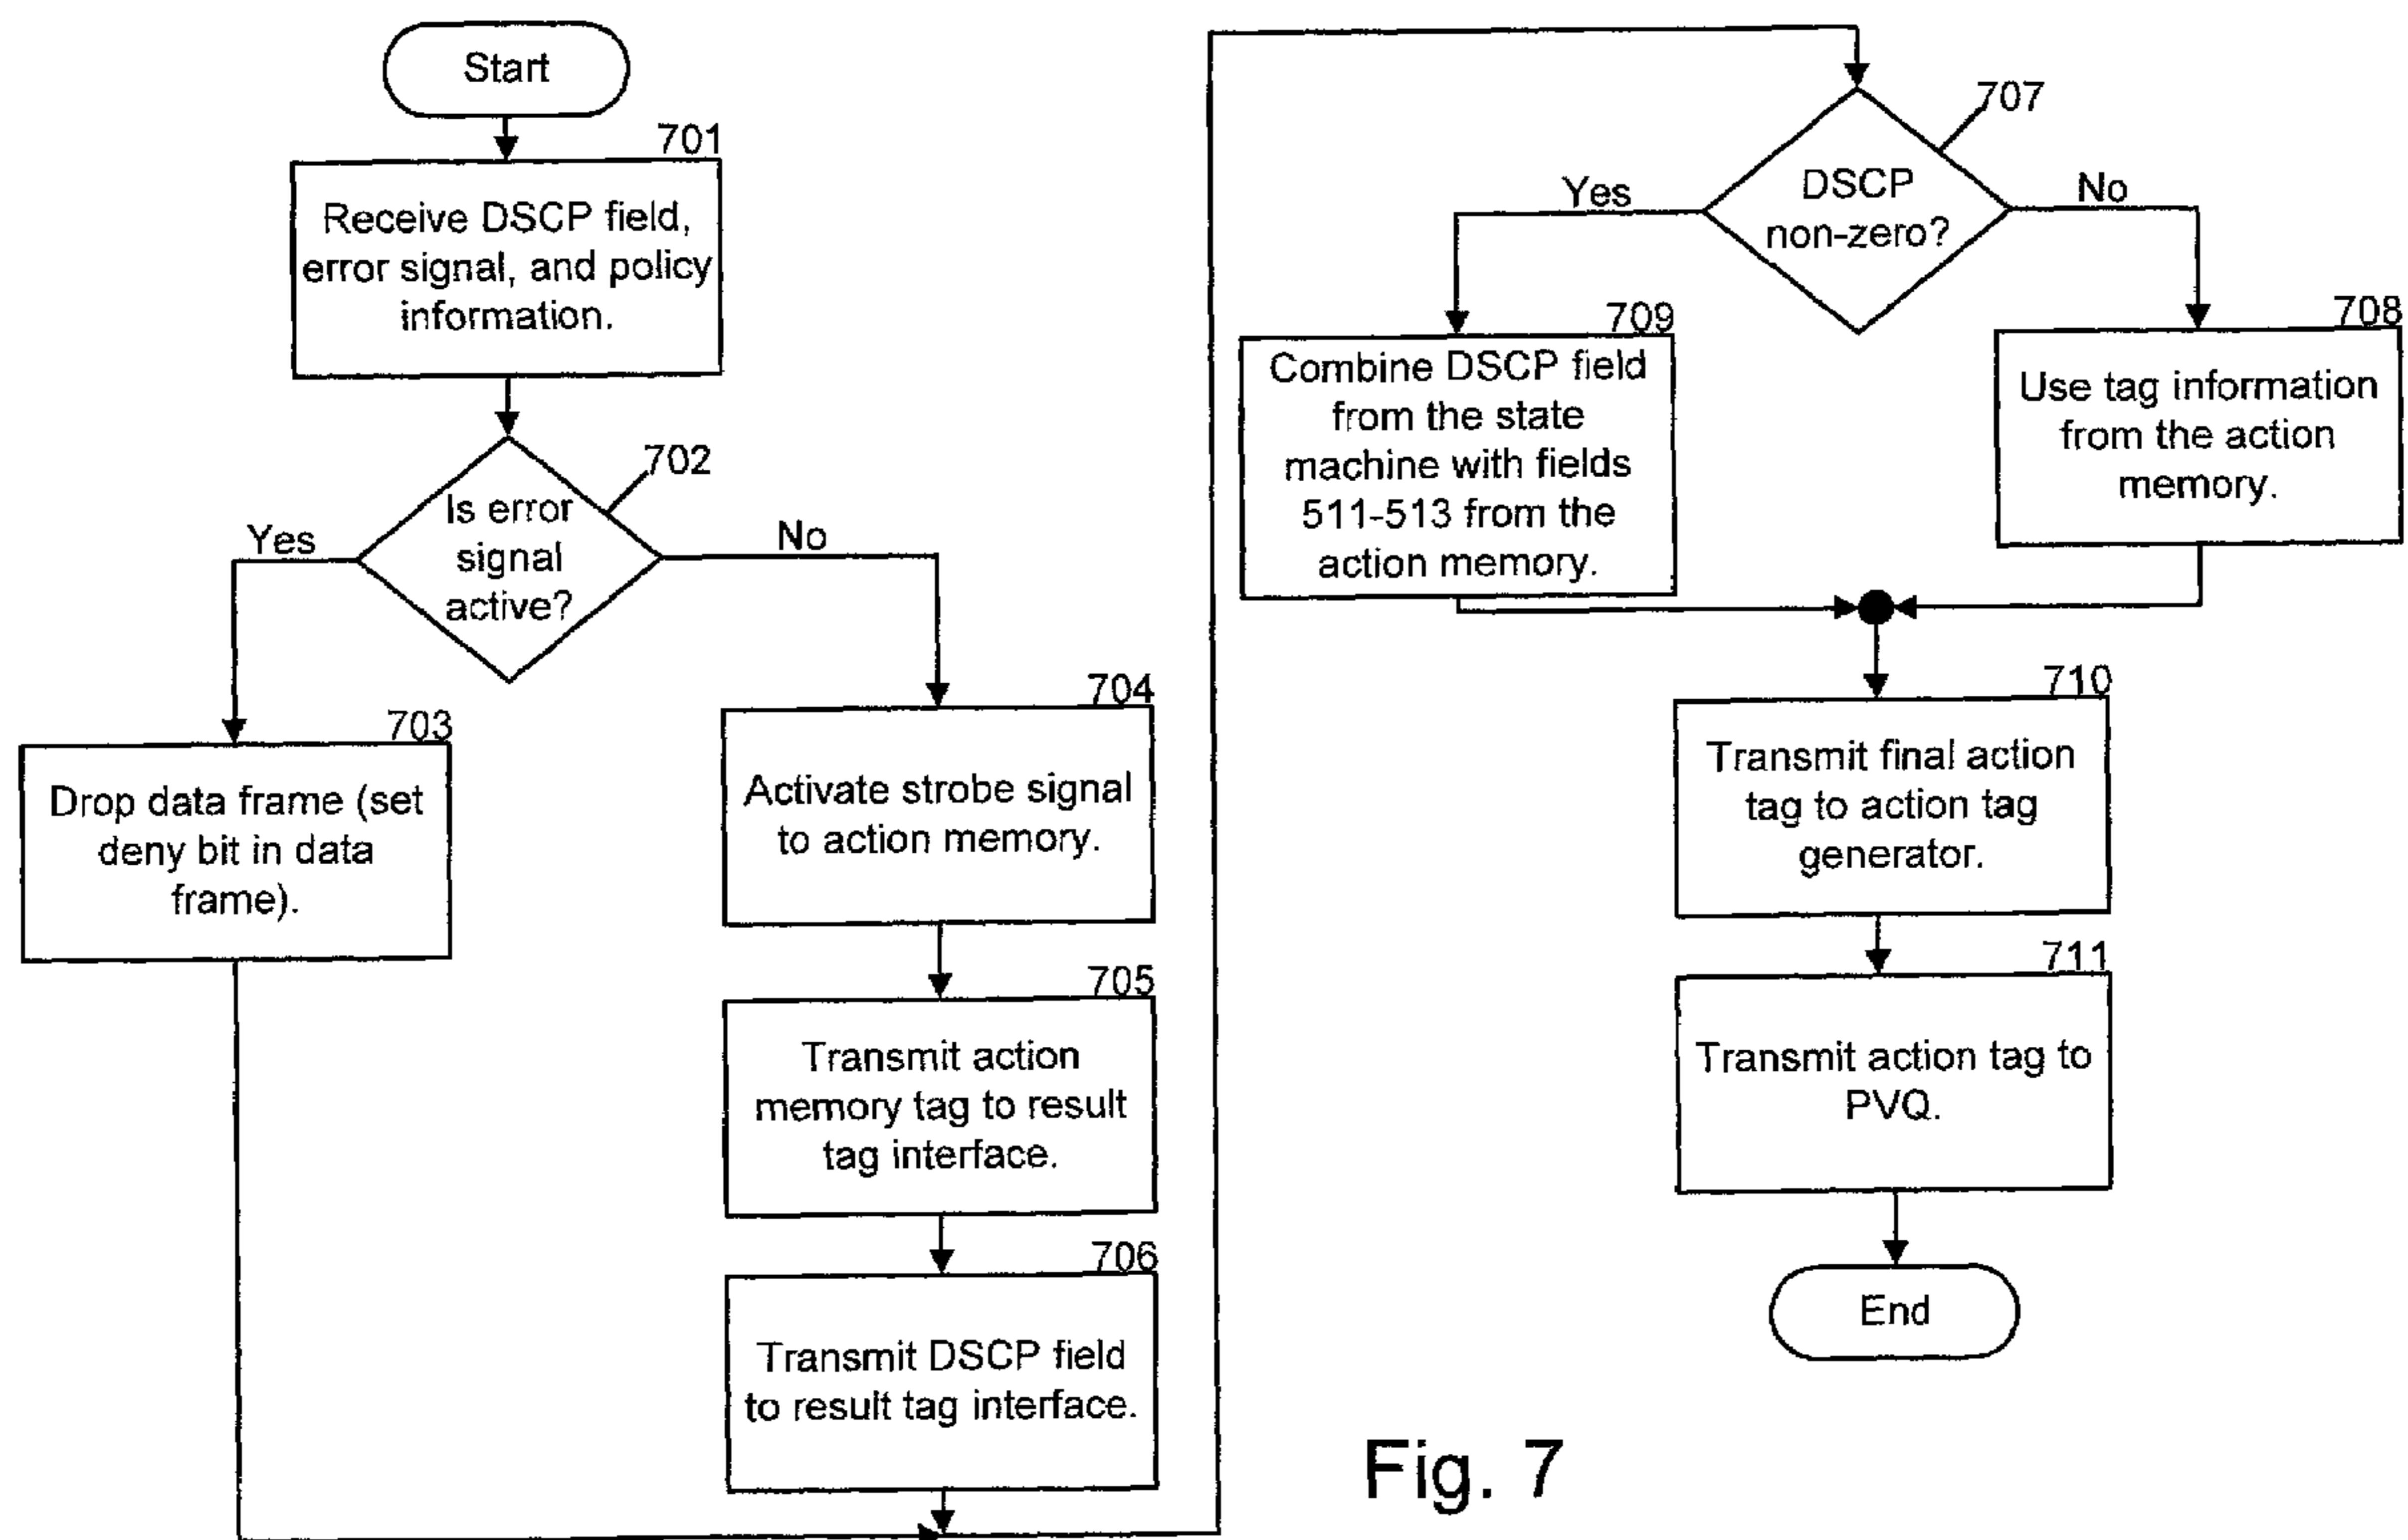 Start
701
Receive DSCP field,
error signal, and policy
information.
702
Is error
signal
active?
Yes
No
703
Drop data frame (set
deny bit in data
frame).
704
Activate strobe signal
to action memory.
705
Transmit action
memory tag to result
tag interface.
706
Transmit DSCP field
to result tag interface.
707
DSCP
non-zero?
Yes
No
709
Combine DSCP field
from the state
machine with fields
511-513 from the
action memory.
708
Use tag information
from the action
memory.
710
Transmit final action
tag to action tag
generator.
711
Transmit action tag to
PVQ.
End
Fig. 7